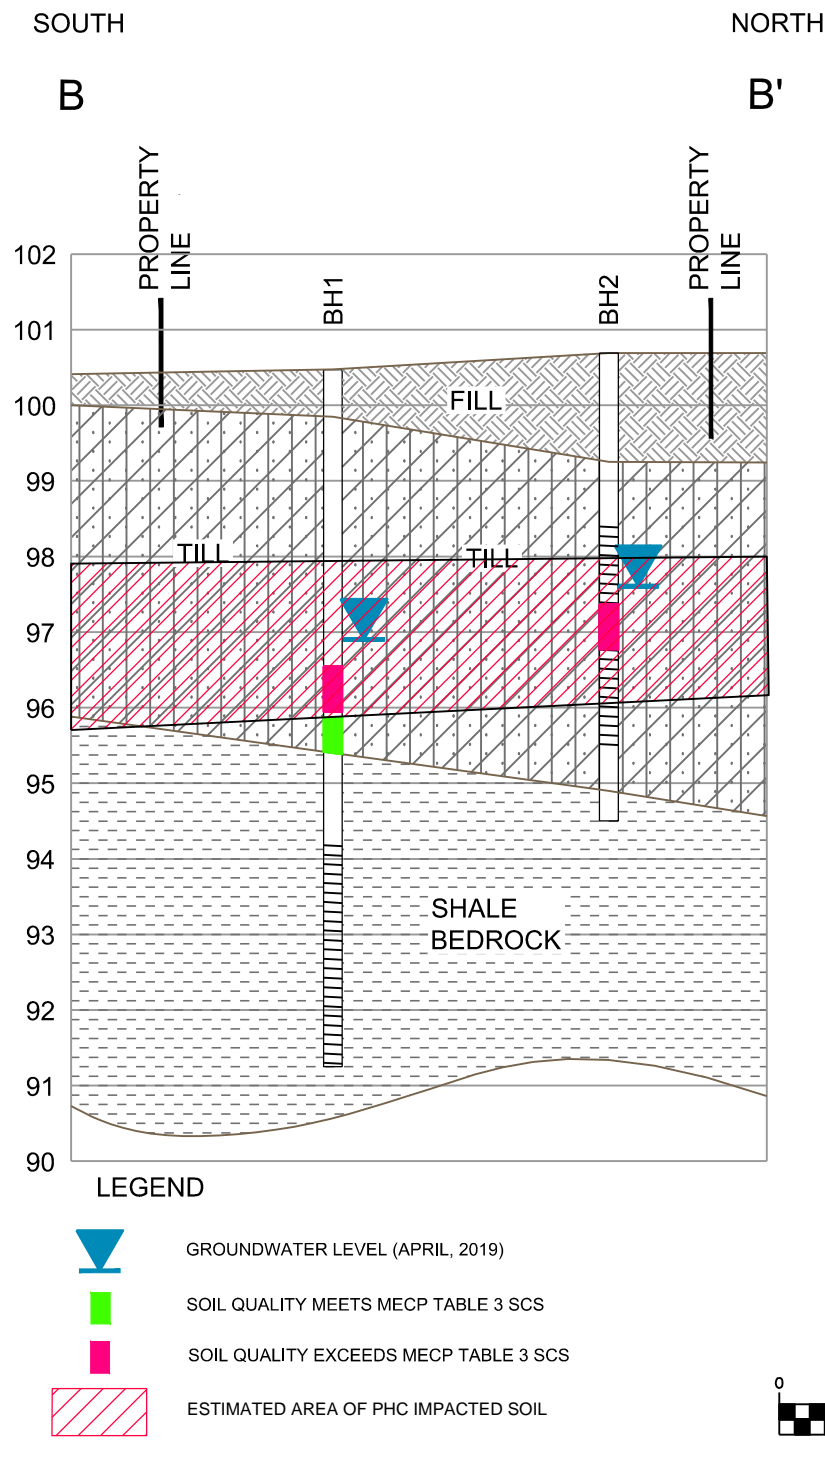 SOUTH
NORTH
B
B'
PROPERTY
LINE
PROPERTY
LINE
102
BH1
BH2
101
100
FILL
99
98
TILL
TILL
97
96
95
94
SHALE
93
BEDROCK
92
91
90
LEGEND
GROUNDWATER LEVEL (APRIL, 2019)
SOIL QUALITY MEETS MECP TABLE 3 SCS
SOIL QUALITY EXCEEDS MECP TABLE 3 SCS
0
ESTIMATED AREA OF PHC IMPACTED SOIL